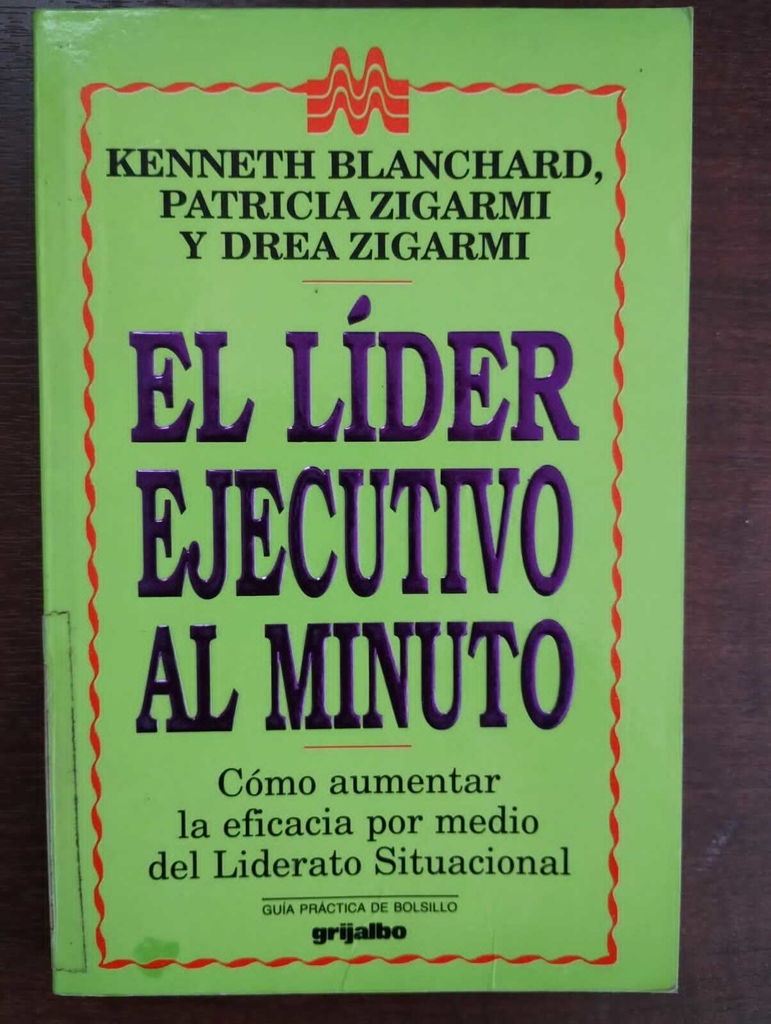 KENNETH BLANCHARD,
PATRICIA ZIGARMI
Y DREA ZIGARMI
EL LÍDER
EJECUTIVO
AL MINUTO
Cómo aumentar
la eficacia por medio
del Liderato Situacional
GUÍA PRÁCTICA DE BOLSILLO
grijalbo